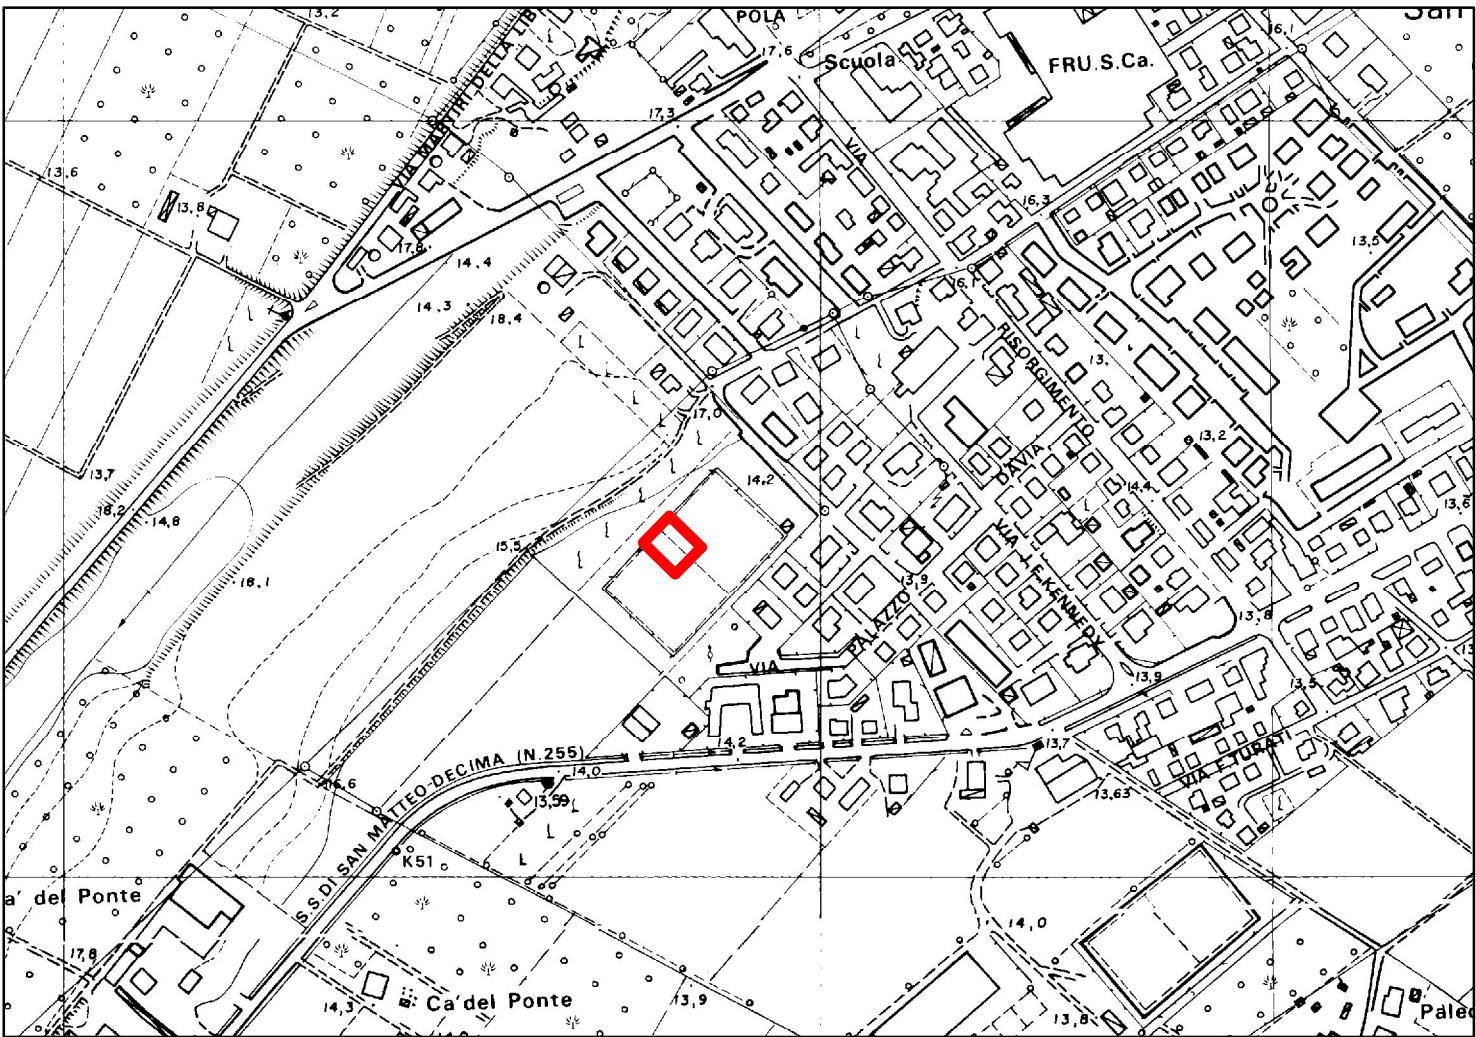 13,2
POLA
17,6
Scuola
FRU.S.Ca.
San
16,1
VIA MARTIRI DELLA LIB
17,3
VIA
13,6
13,8
17,8
14,4
14,3
18,4
16,3
16,1
13,5
RISORGIMENTO
13,
17,0
13,2
D'AVIA
14,4
14,2
13,7
18,2
14,8
15,5
18,1
13,6
VIA J.F.KENNEDY
13,9
PALAZZO
VIA
13,8
13,9
13,5
14,2
13,7
VIA F.TURATI
S.S.DI SAN MATTEO-DECIMA (N.255)
14,0
16,6
13,59
13,63
K51
a' del Ponte
17,8
14,0
14,3
Ca'del Ponte
13,9
13,8
Pale